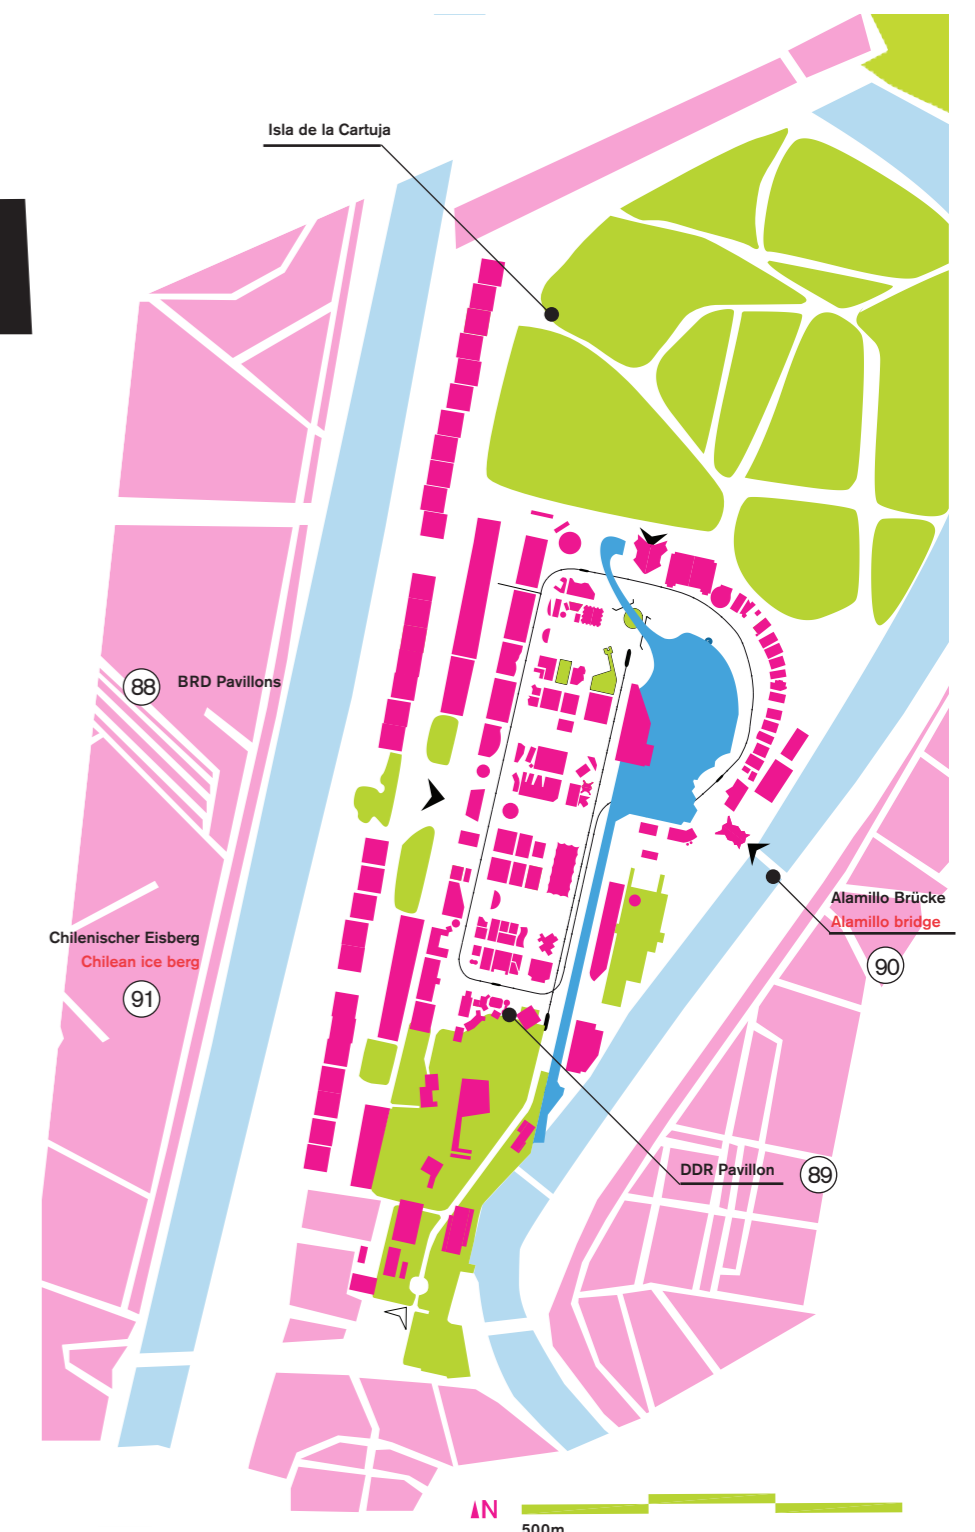 Isla de la Cartuja
88
BRD Pavillons
Alamillo Brücke
Alamillo bridge
90
Chilenischer Eisberg
Chilean ice berg
91
DDR Pavillon
89
N
500m